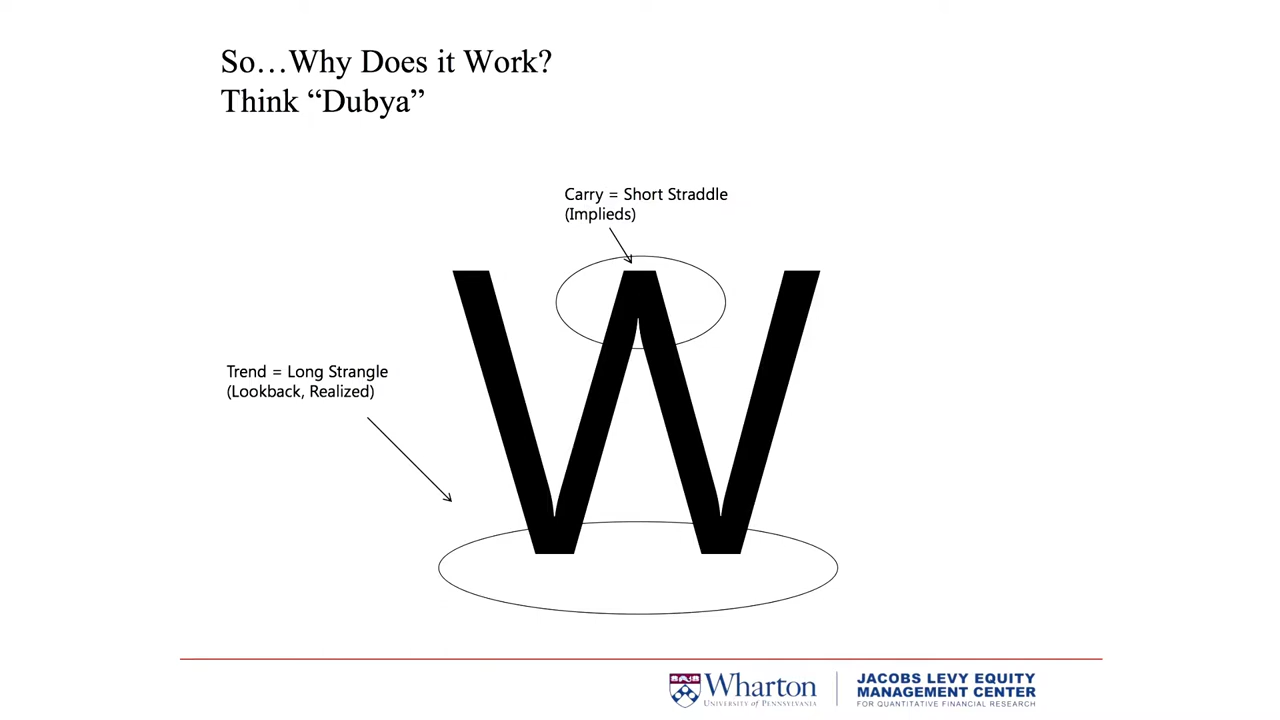 So…Why Does it Work?
Think “Dubya”
Carry = Short Straddle
(Implieds)
W
Trend = Long Strangle
(Lookback, Realized)
Wharton
UNIVERSITY of PENNSYLVANIA
JACOBS LEVY EQUITY
MANAGEMENT CENTER
FOR QUANTITATIVE FINANCIAL RESEARCH